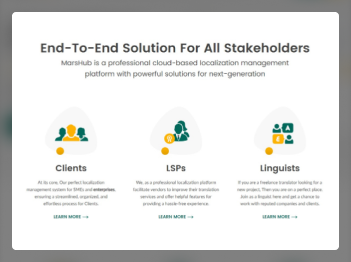 End-To-End Solution For All Stakeholders
MarsHub is a professional cloud-based localization management
platform with powerful solutions for next-generation
Clients
At its core, Our perfect localization
management system for SMEs and enterprises,
ensuring a streamlined, organized, and
effortless process for Clients.
LEARN MORE →
LSPs
We, as a professional localization platform
facilitate vendors to improve their translation
services and offer helpful features for
providing a hassle-free experience.
LEARN MORE →
Linguists
If you are a freelance translator looking for a
new project. Then you are on a perfect place.
Join as a linguist here and get a chance to
work with reputed companies and clients.
LEARN MORE →